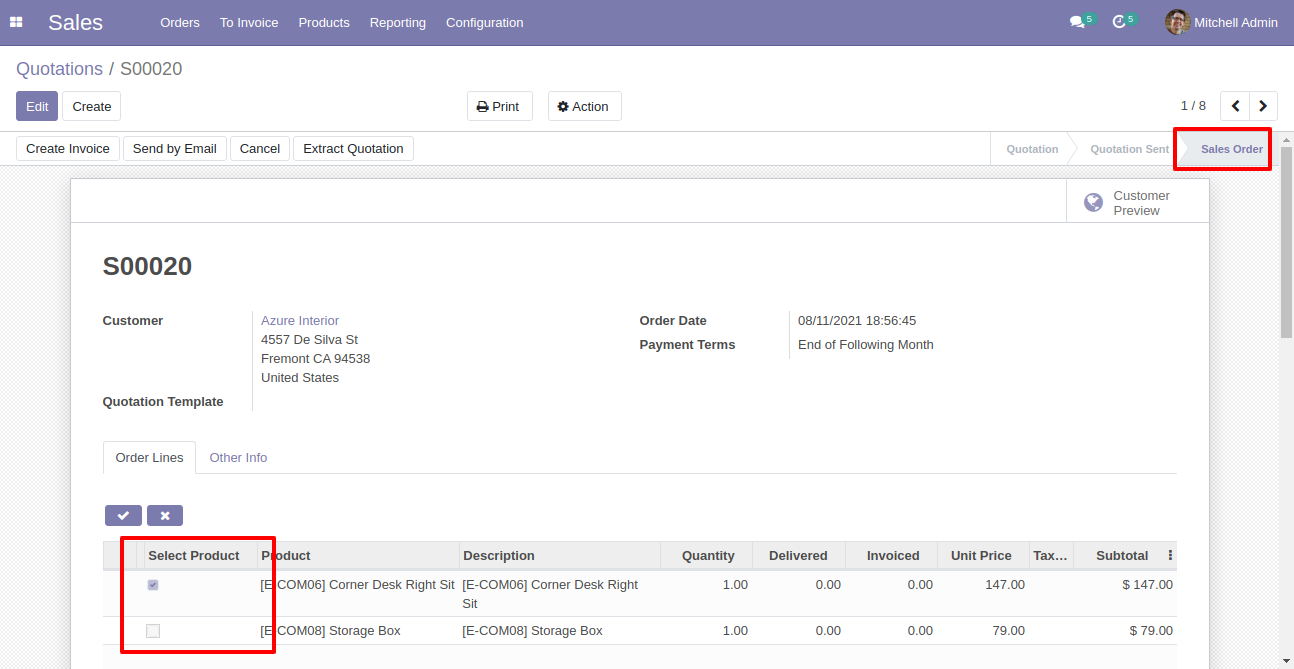 Sales Orders To Invoice Products Reporting Configuration 5 5 Mitchell Admin
Quotations / S00020
Edit Create Print Action 1 / 8
Create Invoice Send by Email Cancel Extract Quotation Quotation Quotation Sent Sales Order
Customer
Preview
S00020
Customer Azure Interior Order Date 08/11/2021 18:56:45
4557 De Silva St Payment Terms End of Following Month
Fremont CA 94538
United States
Quotation Template
Order Lines Other Info
Select Product Product Description Quantity Delivered Invoiced Unit Price Tax… Subtotal
[E-COM06] Corner Desk Right Sit [E-COM06] Corner Desk Right 1.00 0.00 0.00 147.00 $ 147.00
Sit
[E-COM08] Storage Box [E-COM08] Storage Box 1.00 0.00 0.00 79.00 $ 79.00